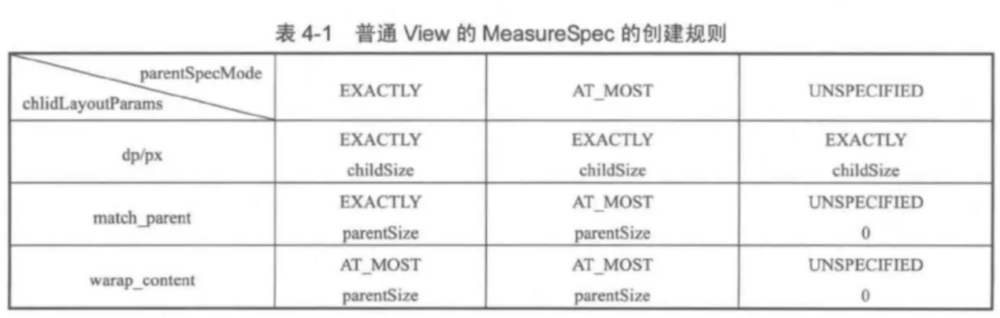 表 4-1 普通 View 的 MeasureSpec 的创建规则
parentSpecMode
chlidLayoutParams
EXACTLY
AT_MOST
UNSPECIFIED
dp/px
EXACTLY
childSize
EXACTLY
childSize
EXACTLY
childSize
match_parent
EXACTLY
parentSize
AT_MOST
parentSize
UNSPECIFIED
0
warap_content
AT_MOST
parentSize
AT_MOST
parentSize
UNSPECIFIED
0